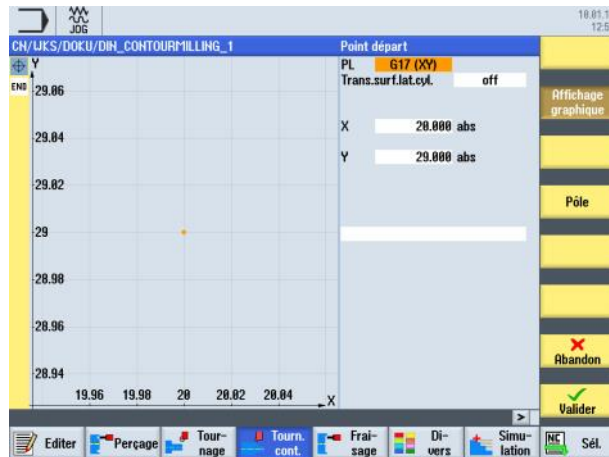 JOG
10.01.1
12:5
CN/WKS/DOKU/DIN_CONTOURMILLING_1
Point départ
Y
PL G17 (XY)
Trans.surf.lat.cyl. off
END
29.06
29.04
29.02
29
28.98
28.96
28.94
19.96 19.98 20 20.02 20.04
X
X 20.000 abs
Y 29.000 abs
Affichage
graphique
Pôle
Abandon
Valider
>
Editer
Perçage
Tour-
nage
Tourn.
cont.
Frai-
sage
Di-
vers
Simu-
lation
NC
Sél.